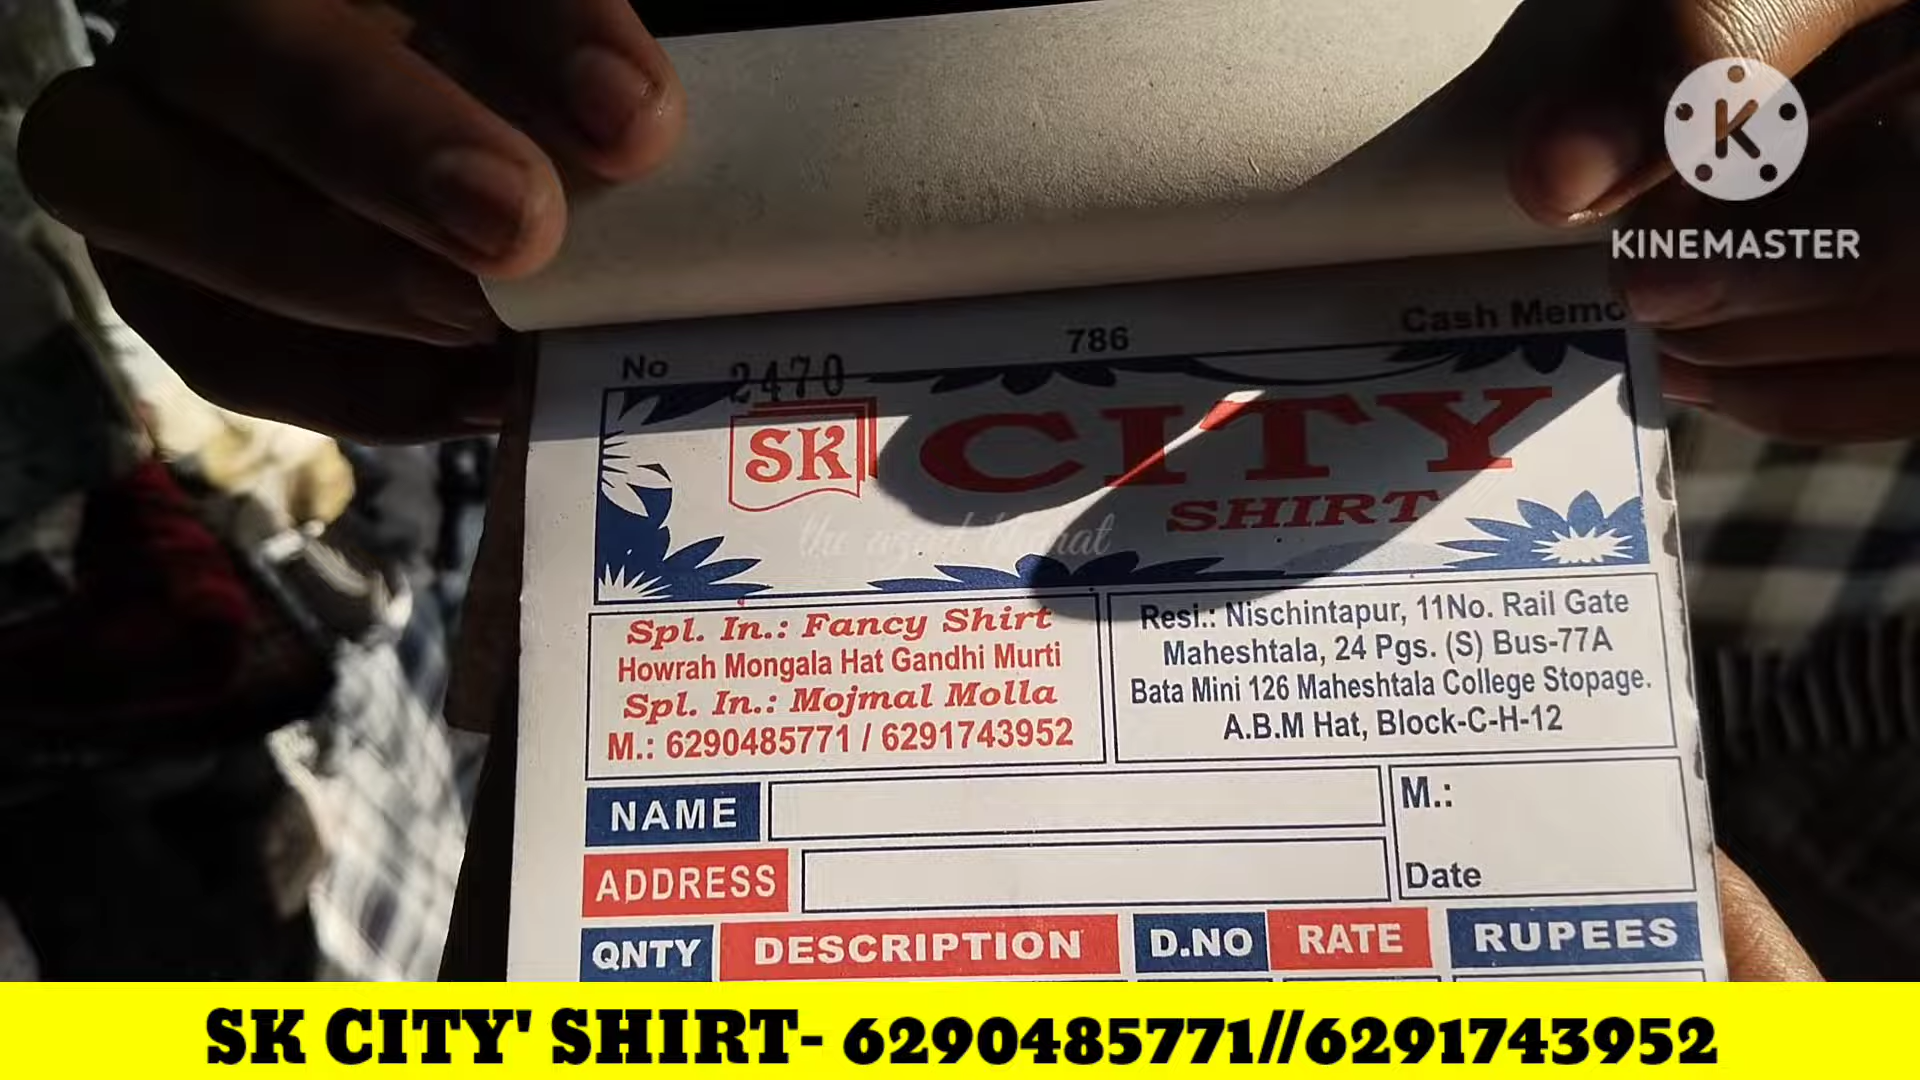 KINEMASTER
No 2470 786 Cash Memo
SK CITY
SHIRT
Spl. In.: Fancy Shirt
Howrah Mongala Hat Gandhi Murti
Spl. In.: Mojmal Molla
M.: 6290485771 / 6291743952
Resi.: Nischintapur, 11No. Rail Gate
Maheshtala, 24 Pgs. (S) Bus-77A
Bata Mini 126 Maheshtala College Stopage.
A.B.M Hat, Block-C-H-12
NAME
M.:
ADDRESS
Date
QNTY DESCRIPTION D.NO RATE RUPEES
SK CITY' SHIRT- 6290485771//6291743952